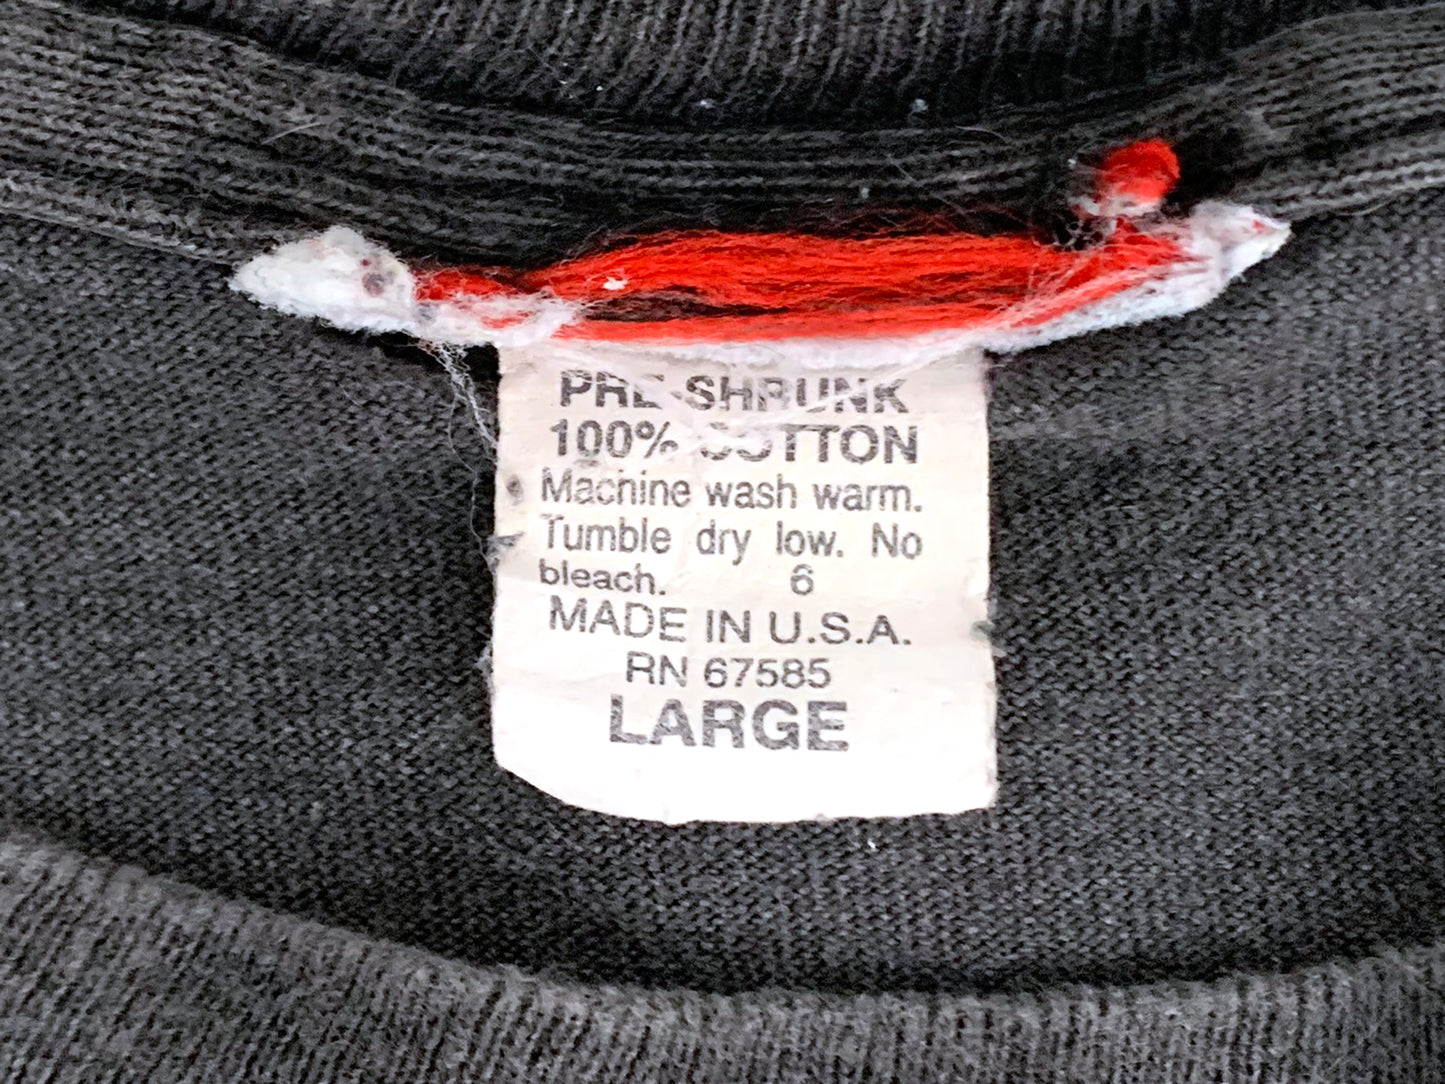 PRE-SHRUNK
100% COTTON
Machine wash warm.
Tumble dry low. No
bleach. 6
MADE IN U.S.A.
RN 67585
LARGE